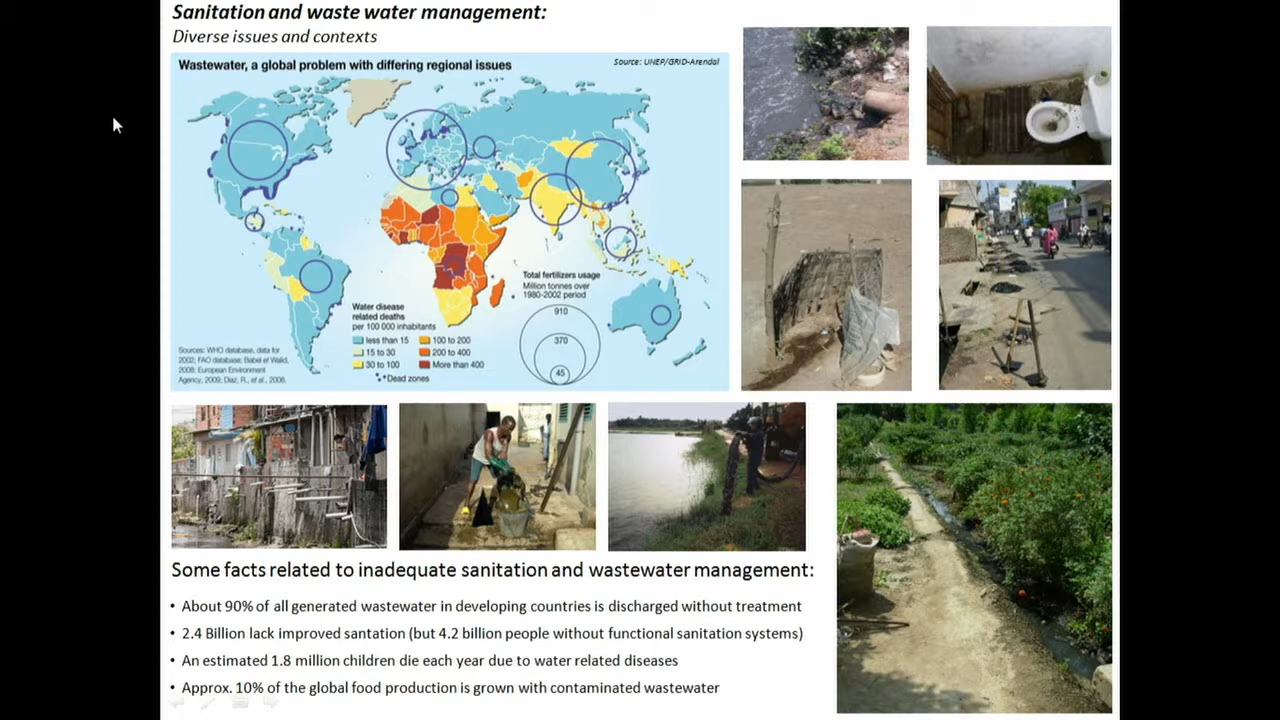 Sanitation and waste water management:
Diverse issues and contexts
Wastewater, a global problem with differing regional issues
Source: UNEP/GRID-Arendal
Total fertilizers usage
Million tonnes over
1980-2002 period
910
370
45
Water disease
related deaths
per 100 000 inhabitants
less than 15
100 to 200
15 to 30
200 to 400
30 to 100
More than 400
Dead zones
Sources: WHO database, data for
2002; FAO database; Babel et Walid,
2008; European Environment
Agency, 2009; Diaz, R., et al., 2008.
Some facts related to inadequate sanitation and wastewater management:
• About 90% of all generated wastewater in developing countries is discharged without treatment
• 2.4 Billion lack improved santation (but 4.2 billion people without functional sanitation systems)
• An estimated 1.8 million children die each year due to water related diseases
• Approx. 10% of the global food production is grown with contaminated wastewater